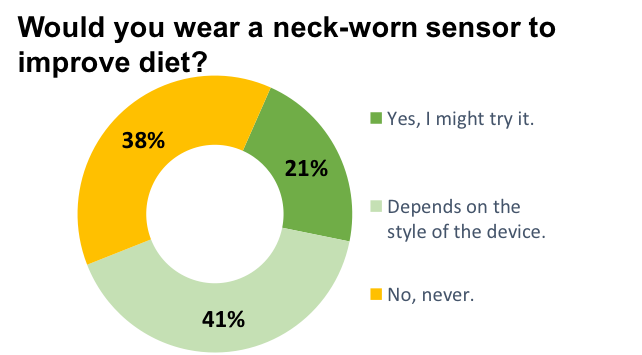 Would you wear a neck-worn sensor to
improve diet?
38%
21%
41%
Yes, I might try it.
Depends on the
style of the device.
No, never.